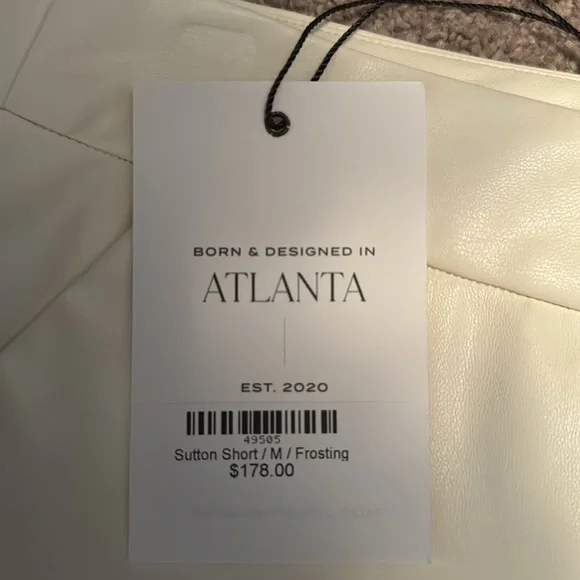 BORN & DESIGNED IN
ATLANTA
EST. 2020
49505
Sutton Short / M / Frosting
$178.00